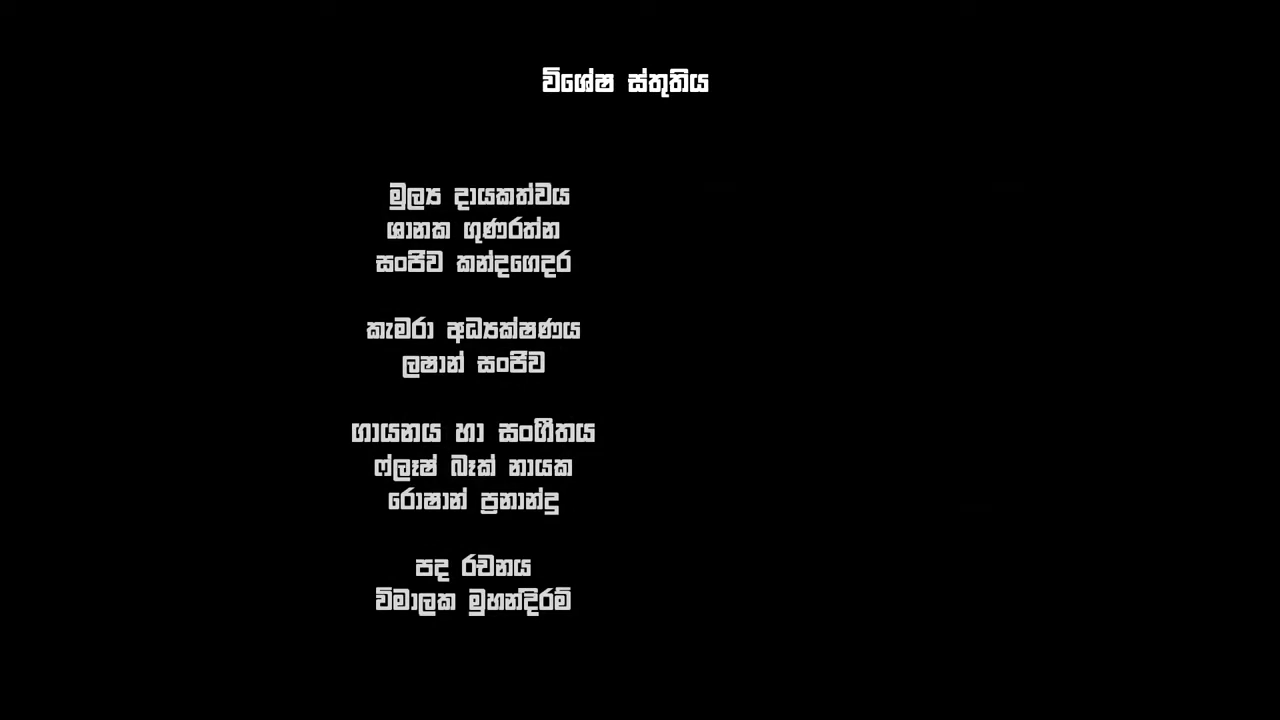 විශේෂ ස්තුතිය
මුල්‍ය දායකත්වය
ශානක ගුණරත්න
සංජීව කන්දගෙදර
කැමරා අධ්‍යක්ෂණය
ලෂාන් සංජීව
ගායනය හා සංගීතය
ෆ්ලෑෂ් බැක් නායක
රොෂාන් ප්‍රනාන්දු
පද රචනය
විමාලක මුහන්දිරම්